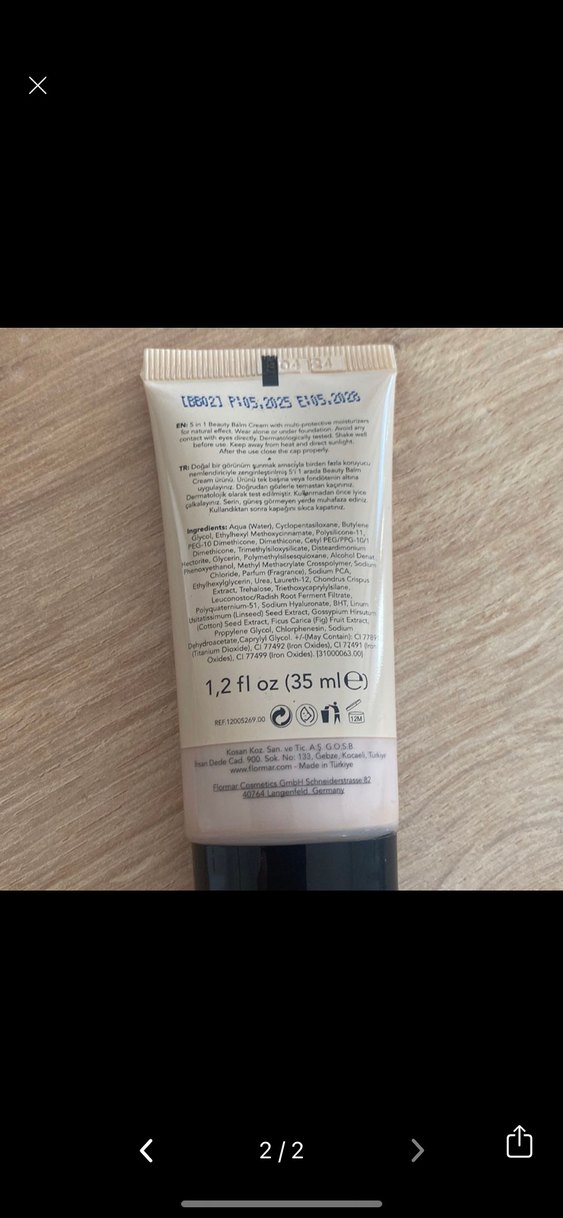 04 24
[BB02] P:05.2025 E:05.2028
EN: 5 in 1 Beauty Balm Cream with multi-protective moisturizers
for natural effect. Wear alone or under foundation. Avoid any
contact with eyes directly. Dermatologically tested. Shake well
before use. Keep away from heat and direct sunlight.
After the use close the cap properly.
TR: Doğal bir görünüm sunmak amacıyla birden fazla koruyucu
nemlendiriciyle zenginleştirilmiş 5'i 1 arada Beauty Balm
Cream ürünü. Ürünü tek başına veya fondötenin altına
uygulayınız. Doğrudan gözlerle temastan kaçınınız.
Dermatolojik olarak test edilmiştir. Kullanmadan önce iyice
çalkalayınız. Serin, güneş görmeyen yerde muhafaza ediniz.
Kullandıktan sonra kapağını sıkıca kapatınız.
Ingredients: Aqua (Water), Cyclopentasiloxane, Butylene
Glycol, Ethylhexyl Methoxycinnamate, Polysilicone-11,
PEG-10 Dimethicone, Dimethicone, Cetyl PEG/PPG-10/1
Dimethicone, Trimethylsiloxysilicate, Disteardimonium
Hectorite, Glycerin, Polymethylsilsesquioxane, Alcohol Denat.
Phenoxyethanol, Methyl Methacrylate Crosspolymer, Sodium
Chloride, Parfum (Fragrance), Sodium PCA,
Ethylhexylglycerin, Urea, Laureth-12, Chondrus Crispus
Extract, Trehalose, Triethoxycaprylylsilane,
Leuconostoc/Radish Root Ferment Filtrate,
Polyquaternium-51, Sodium Hyaluronate, BHT, Linum
Usitatissimum (Linseed) Seed Extract, Gossypium Hirsutum
(Cotton) Seed Extract, Ficus Carica (Fig) Fruit Extract,
Propylene Glycol, Chlorphenesin, Sodium
Dehydroacetate,Caprylyl Glycol. +/-(May Contain): CI 77891
(Titanium Dioxide), CI 77492 (Iron Oxides), CI 77491 (Iron
Oxides), CI 77499 (Iron Oxides). [31000063.00]
1,2 fl oz (35 ml℮)
REF.12005269.00
12M
Kosan Koz. San. ve Tic. A.Ş. G.O.S.B.
İhsan Dede Cad. 900. Sok. No: 133, Gebze, Kocaeli, Türkiye
www.flormar.com - Made in Türkiye
Flormar Cosmetics GmbH Schneiderstrasse 82
40764 Langenfeld, Germany
2/2